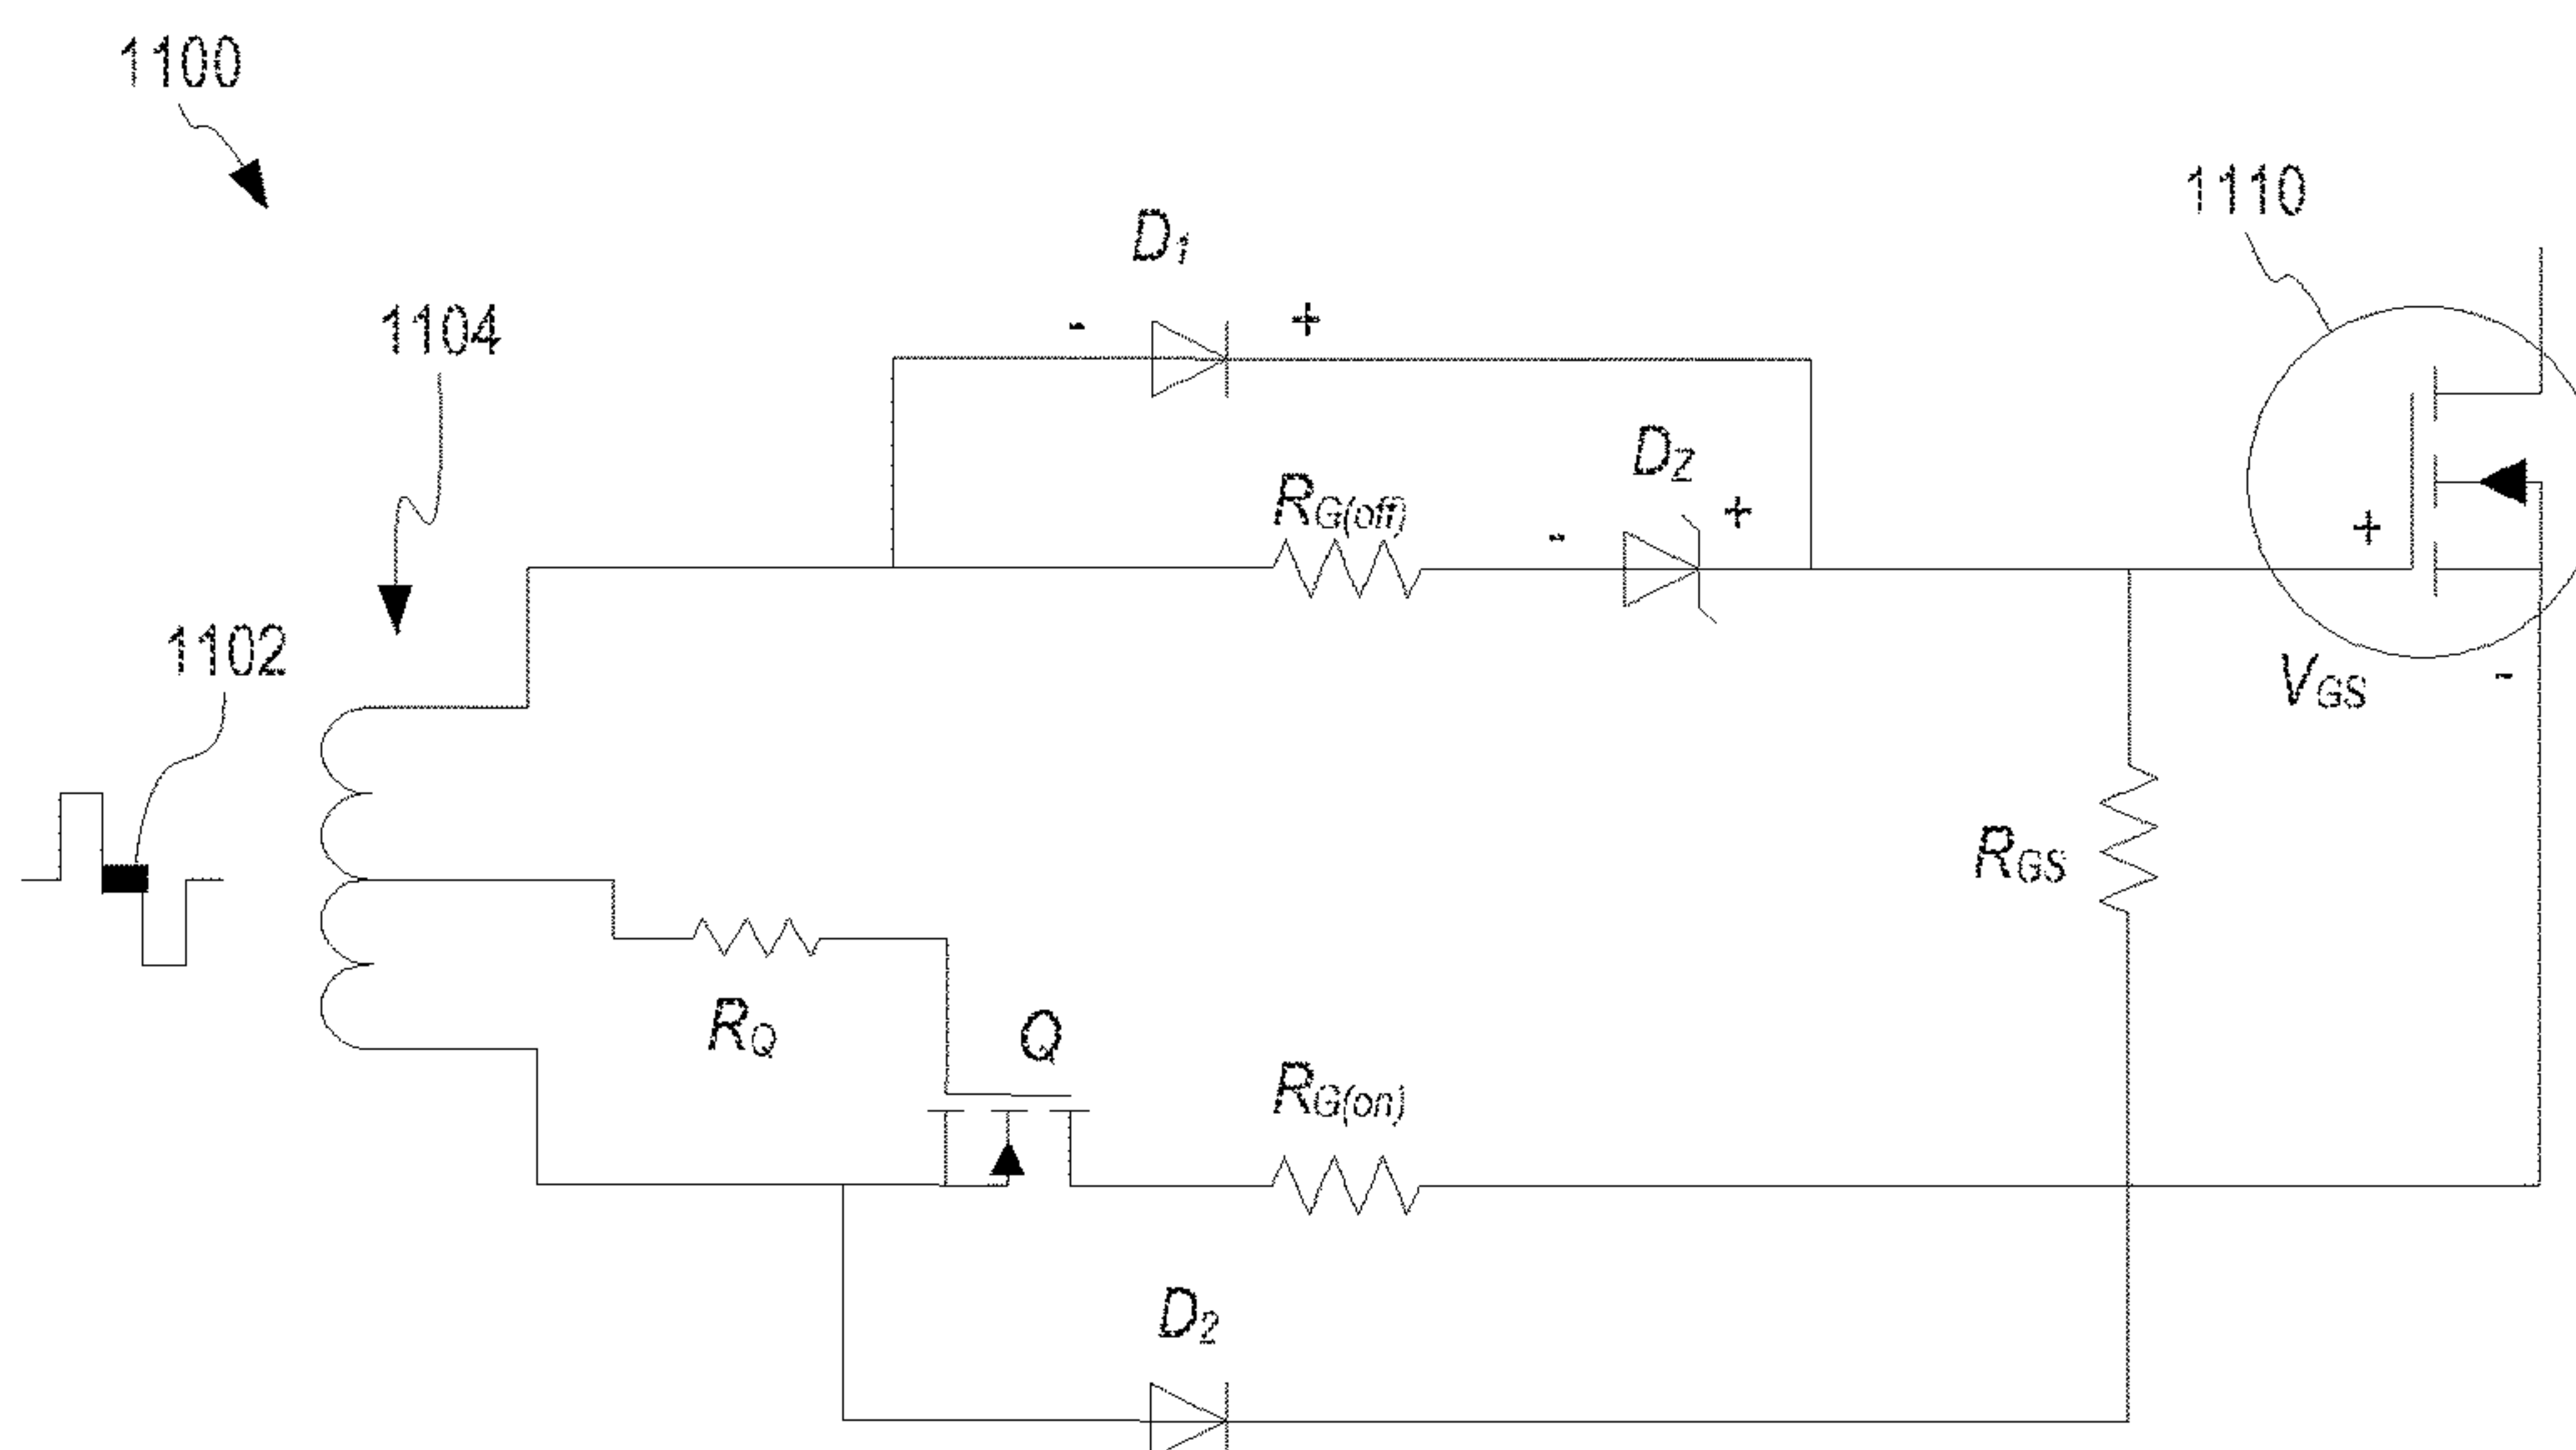 1100
1110
D1
1104
-
+
DZ
RG(off)
-
+
+
1102
VGS
-
RGS
RQ
Q
RG(on)
D2